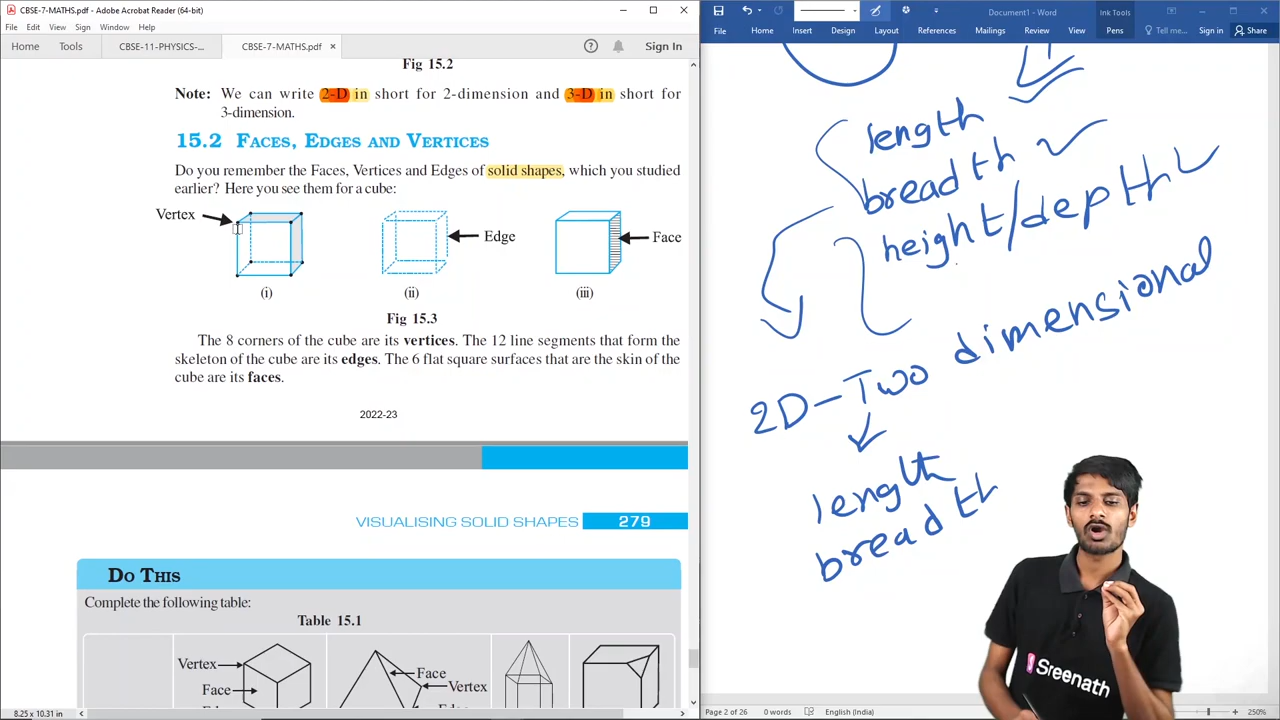 CBSE-7-MATHS.pdf - Adobe Acrobat Reader (64-bit)
File Edit View Sign Window Help
Home Tools CBSE-11-PHYSICS-... CBSE-7-MATHS.pdf × Sign In
Fig 15.2
Note: We can write 2-D in short for 2-dimension and 3-D in short for
3-dimension.
15.2 FACES, EDGES AND VERTICES
Do you remember the Faces, Vertices and Edges of solid shapes, which you studied
earlier? Here you see them for a cube:
Vertex Edge Face
(i) (ii) (iii)
Fig 15.3
The 8 corners of the cube are its vertices. The 12 line segments that form the
skeleton of the cube are its edges. The 6 flat square surfaces that are the skin of the
cube are its faces.
2022-23
VISUALISING SOLID SHAPES 279
DO THIS
Complete the following table:
Table 15.1
Vertex Face
Face Vertex
8.25 x 10.31 in
Document1 - Word Ink Tools
File Home Insert Design Layout References Mailings Review View Pens Tell me... Sign in Share
length
breadth
height/depth
2D-Two dimensional
length
breadth
Sreenath
Page 2 of 26 0 words English (India) 250%